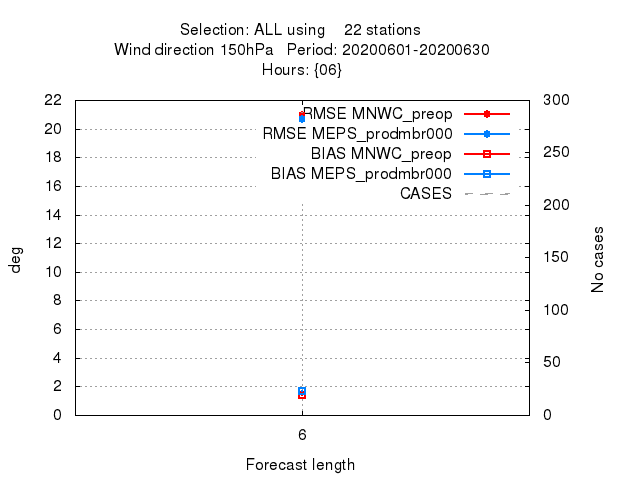 Selection: ALL using 22 stations
Wind direction 150hPa Period: 20200601-20200630
Hours: {06}
RMSE MNWC_preop
RMSE MEPS_prodmbr000
BIAS MNWC_preop
BIAS MEPS_prodmbr000
CASES
22
20
18
16
14
12
10
8
6
4
2
0
deg
300
250
200
150
100
50
0
No cases
6
Forecast length